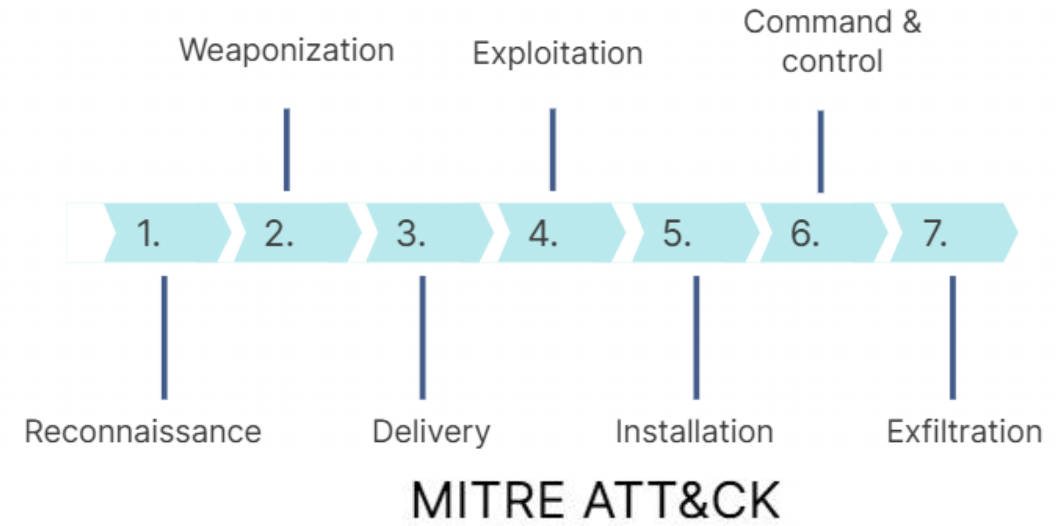 Command &
control
Weaponization
Exploitation
1.
2.
3.
4.
5.
6.
7.
Reconnaissance
Delivery
Installation
Exfiltration
MITRE ATT&CK